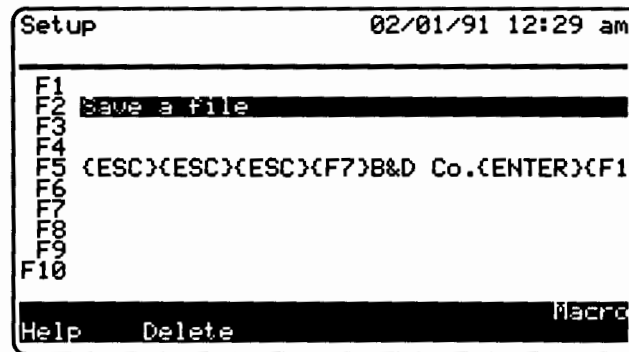 Setup 02/01/91 12:29 am
F1
F2 Save a file
F3
F4
F5 {ESC}{ESC}{ESC}{F7}B&D Co.{ENTER}{F1
F6
F7
F8
F9
F10
Macro
Help Delete